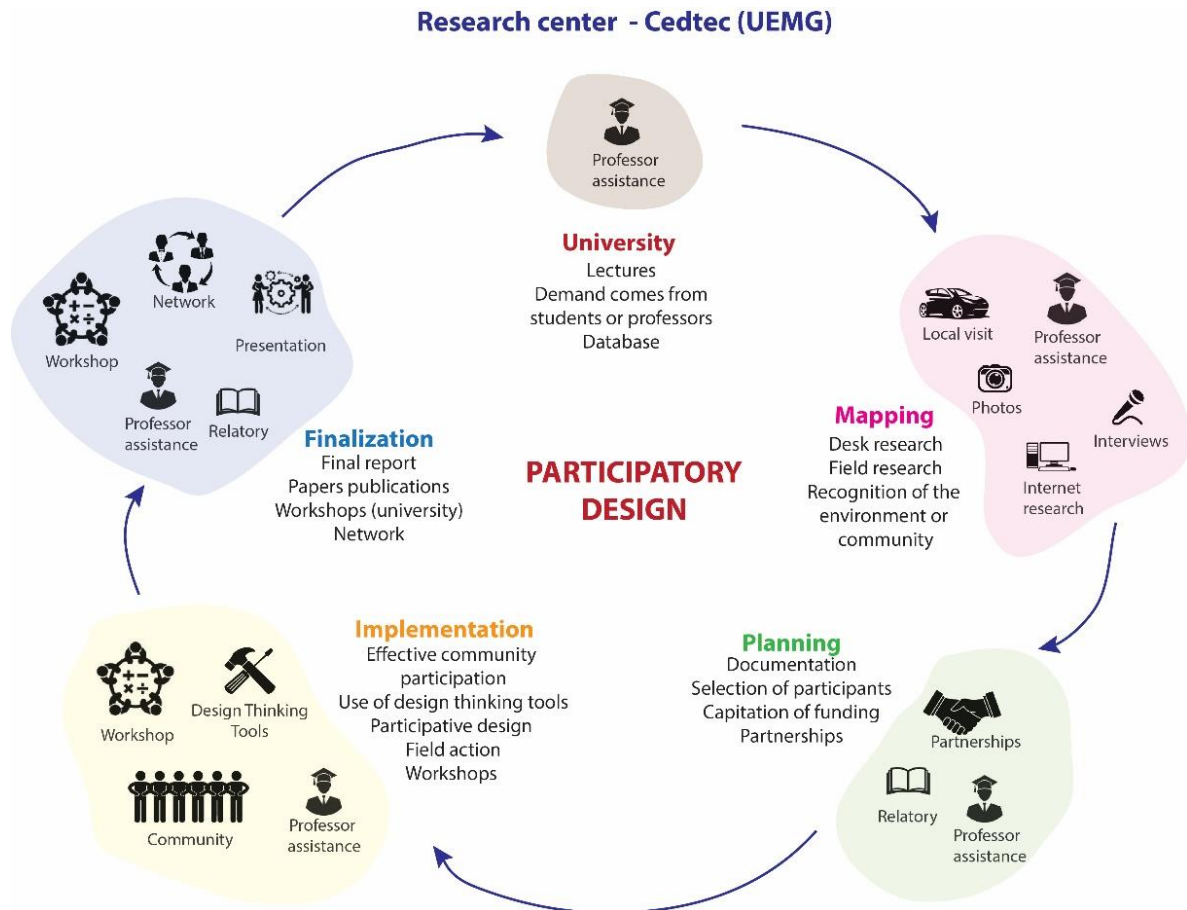 Research center - Cedtec (UEMG)
Professor
assistance
University
Lectures
Demand comes from
students or professors
Database
Local visit
Professor
assistance
Photos
Interviews
Internet
research
Mapping
Desk research
Field research
Recognition of the
environment or
community
PARTICIPATORY
DESIGN
Planning
Documentation
Selection of participants
Capitation of funding
Partnerships
Partnerships
Relatory
Professor
assistance
Implementation
Effective community
participation
Use of design thinking tools
Participative design
Field action
Workshops
Workshop
Design Thinking
Tools
Community
Professor
assistance
Finalization
Final report
Papers publications
Workshops (university)
Network
Network
Workshop
Presentation
Professor
assistance
Relatory